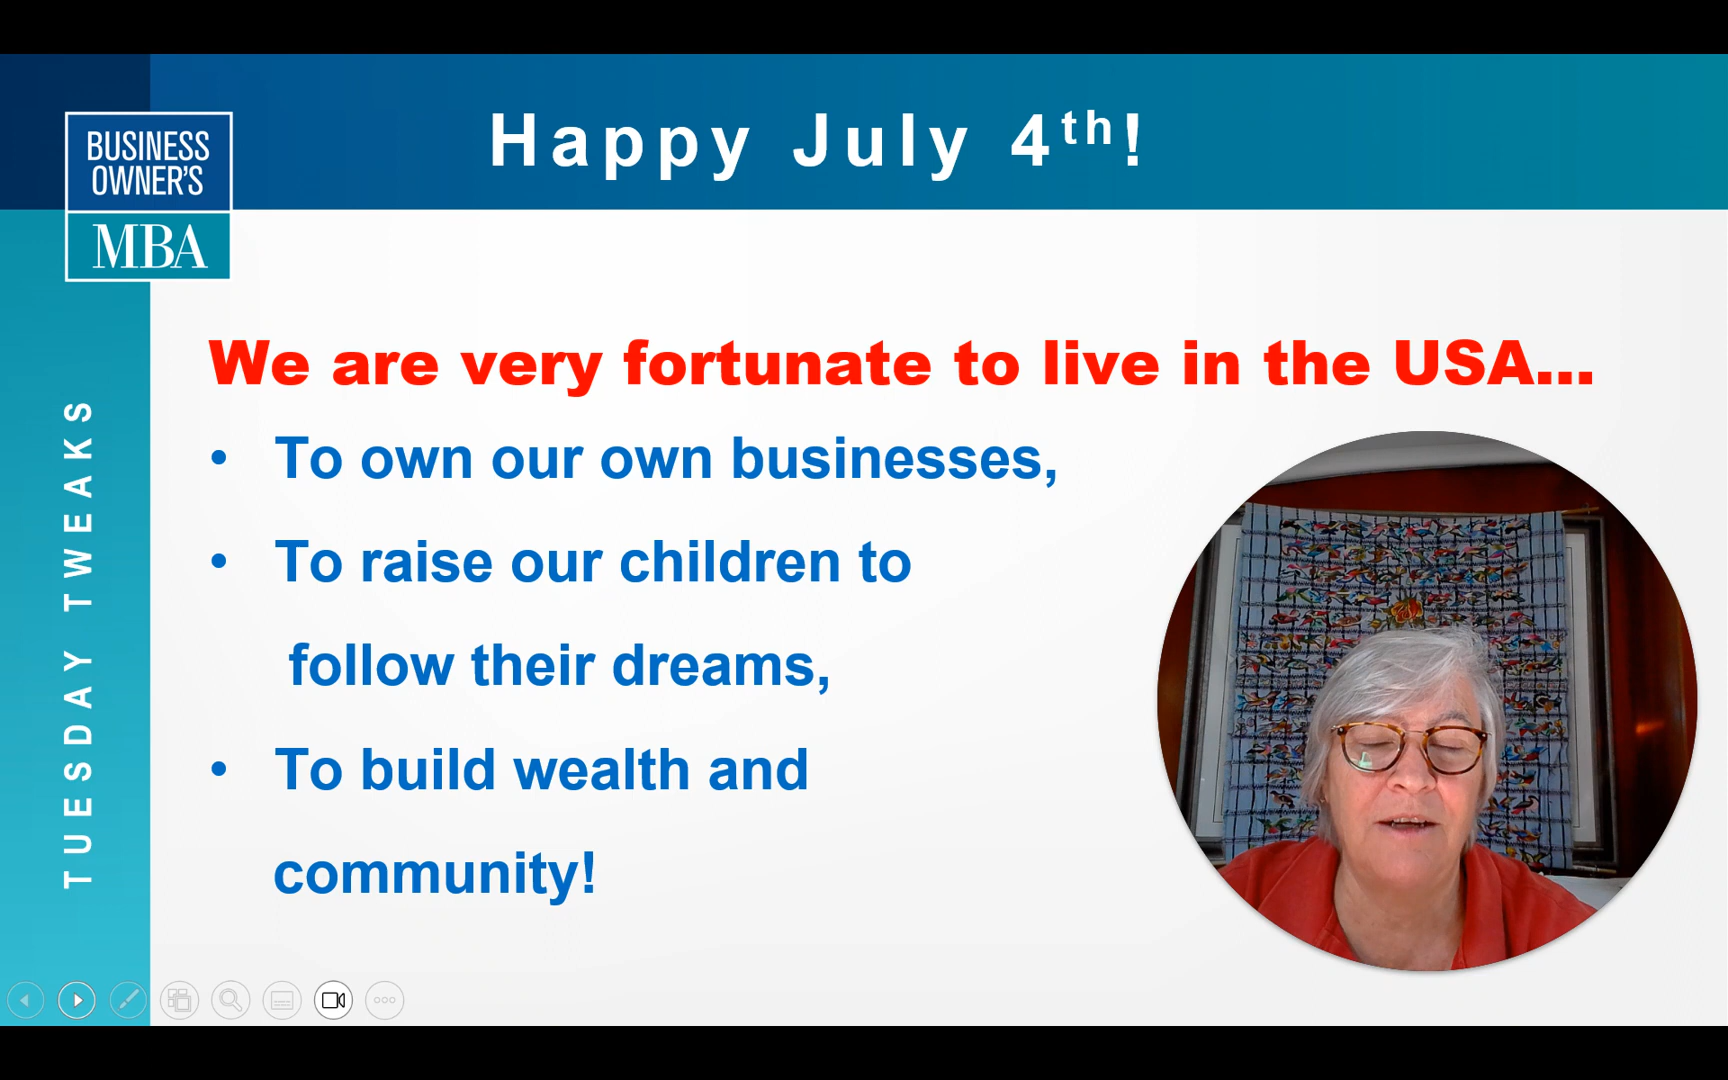 Happy July 4th!
BUSINESS
OWNER'S
MBA
TUESDAY TWEAKS
We are very fortunate to live in the USA...
• To own our own businesses,
• To raise our children to
follow their dreams,
• To build wealth and
community!